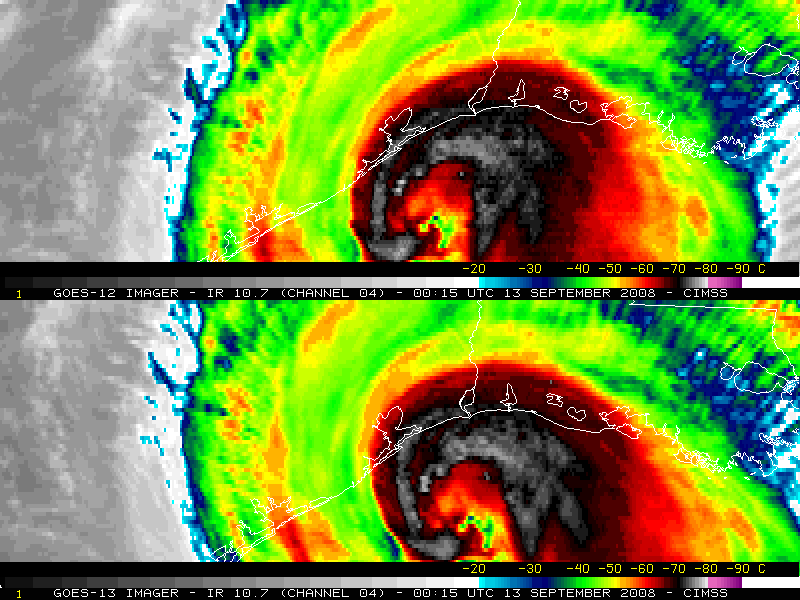 -20 -30 -40 -50 -60 -70 -80 -90 C
1 GOES-12 IMAGER - IR 10.7 (CHANNEL 04) - 00:15 UTC 13 SEPTEMBER 2008 - CIMSS
-20 -30 -40 -50 -60 -70 -80 -90 C
1 GOES-13 IMAGER - IR 10.7 (CHANNEL 04) - 00:15 UTC 13 SEPTEMBER 2008 - CIMSS